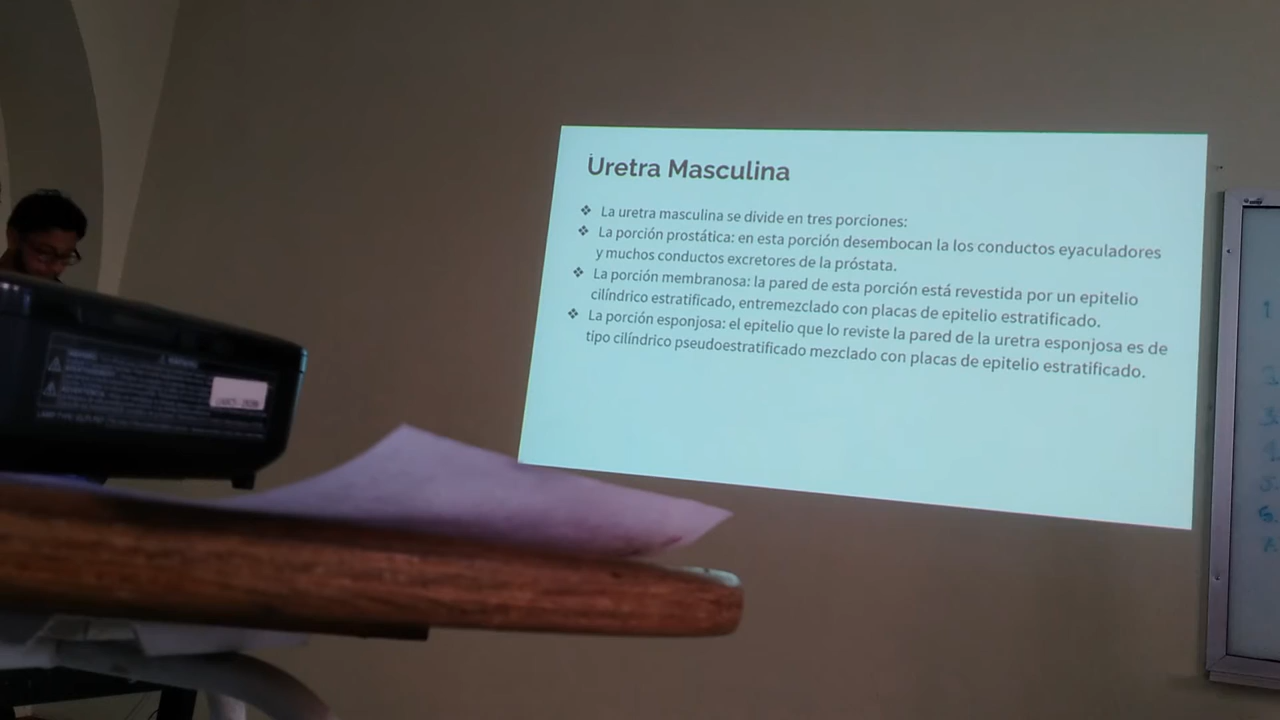 Uretra Masculina
❖ La uretra masculina se divide en tres porciones:
❖ La porción prostática: en esta porción desembocan la los conductos eyaculadores
y muchos conductos excretores de la próstata.
❖ La porción membranosa: la pared de esta porción está revestida por un epitelio
cilíndrico estratificado, entremezclado con placas de epitelio estratificado.
❖ La porción esponjosa: el epitelio que lo reviste la pared de la uretra esponjosa es de
tipo cilíndrico pseudoestratificado mezclado con placas de epitelio estratificado.
1.